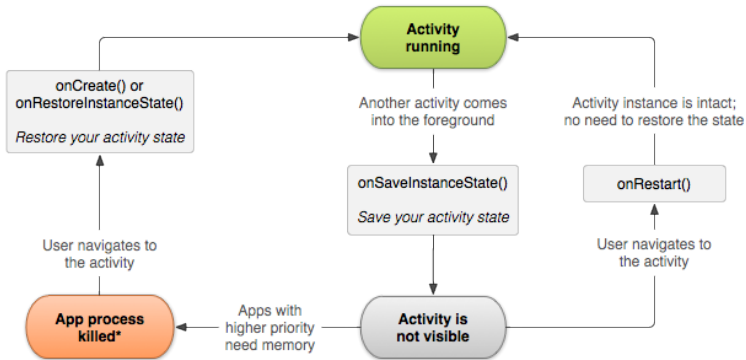 Activity
running
onCreate() or
onRestoreInstanceState()
Restore your activity state
Another activity comes
into the foreground
Activity instance is intact;
no need to restore the state
onSaveInstanceState()
Save your activity state
onRestart()
User navigates to
the activity
User navigates to
the activity
App process
killed*
Apps with
higher priority
need memory
Activity is
not visible